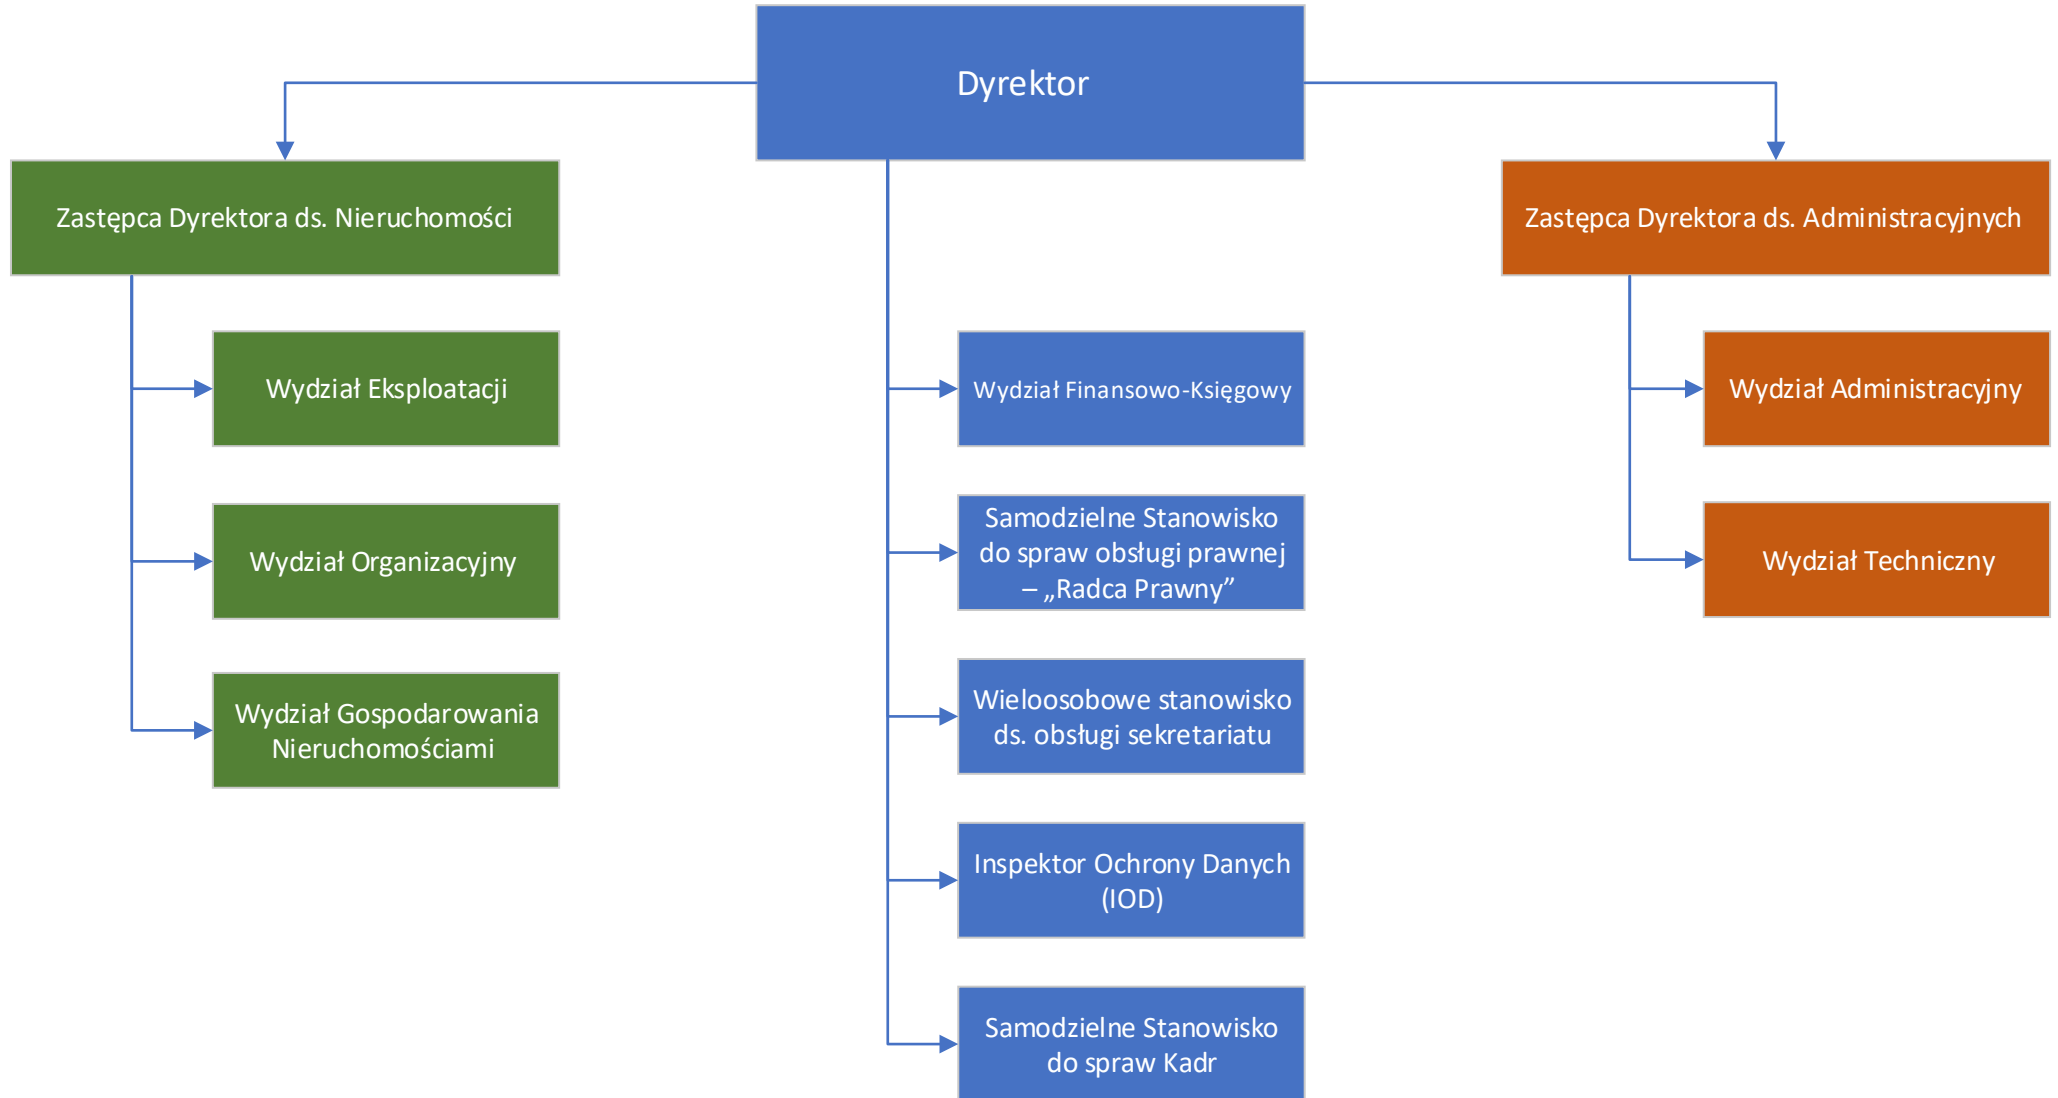 Dyrektor
Zastępca Dyrektora ds. Nieruchomości
Wydział Eksploatacji
Wydział Organizacyjny
Wydział Gospodarowania
Nieruchomościami
Wydział Finansowo-Księgowy
Samodzielne Stanowisko
do spraw obsługi prawnej
– „Radca Prawny”
Wieloosobowe stanowisko
ds. obsługi sekretariatu
Inspektor Ochrony Danych
(IOD)
Samodzielne Stanowisko
do spraw Kadr
Zastępca Dyrektora ds. Administracyjnych
Wydział Administracyjny
Wydział Techniczny